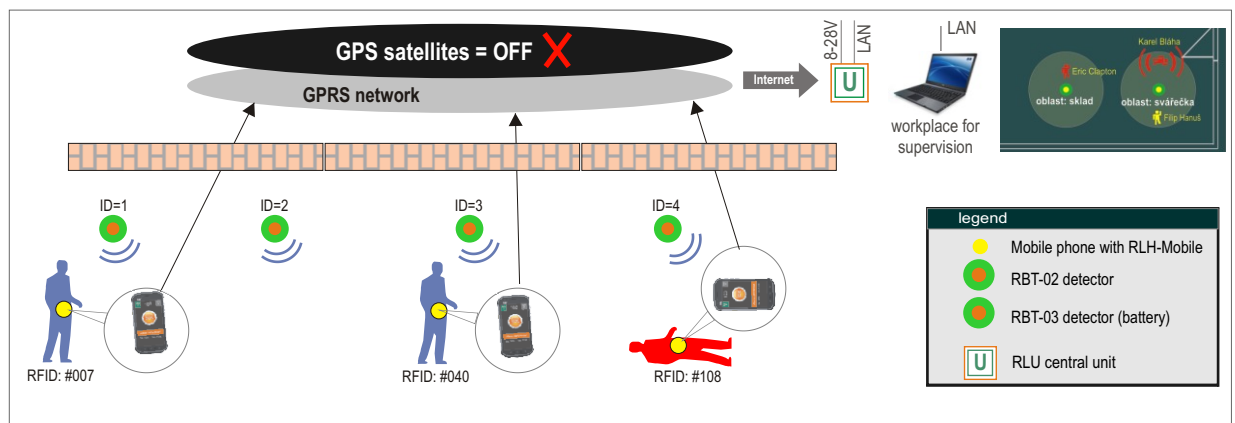 GPS satellites = OFF
GPRS network
Internet
8-28V
LAN
U
LAN
workplace for
supervision
Karel Bláha
Eric Clapton
oblast: sklad
oblast: svářečka
Filip Hanuš
ID=1
ID=2
ID=3
ID=4
RFID: #007
RFID: #040
RFID: #108
legend
Mobile phone with RLH-Mobile
RBT-02 detector
RBT-03 detector (battery)
U
RLU central unit